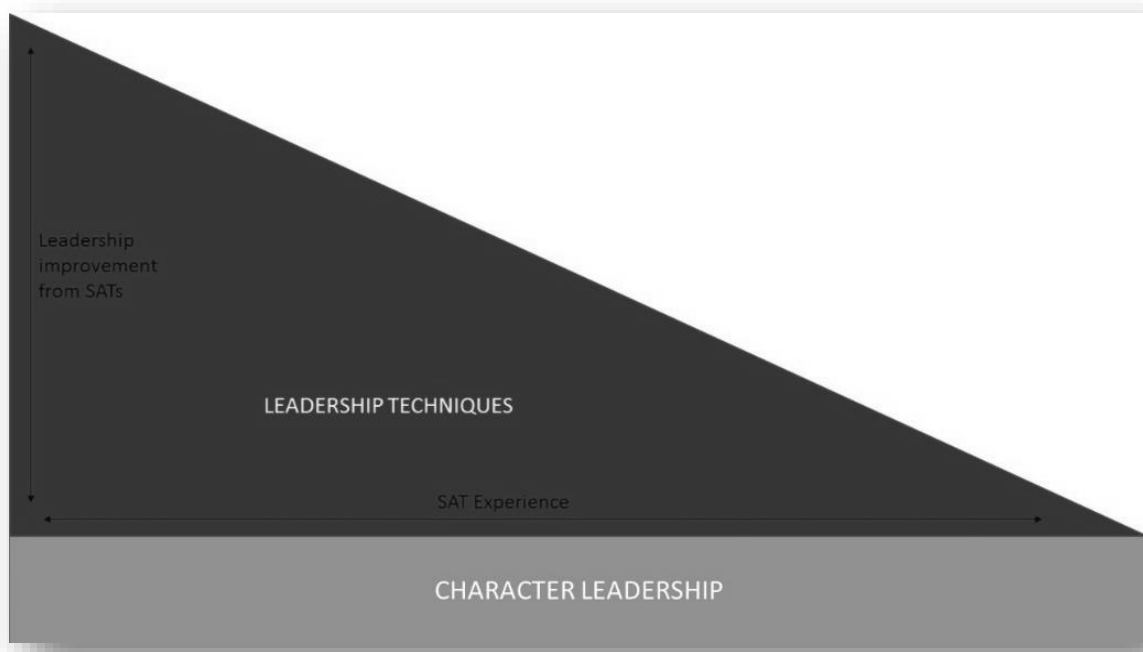 Leadership
improvement
from SATs
LEADERSHIP TECHNIQUES
SAT Experience
CHARACTER LEADERSHIP